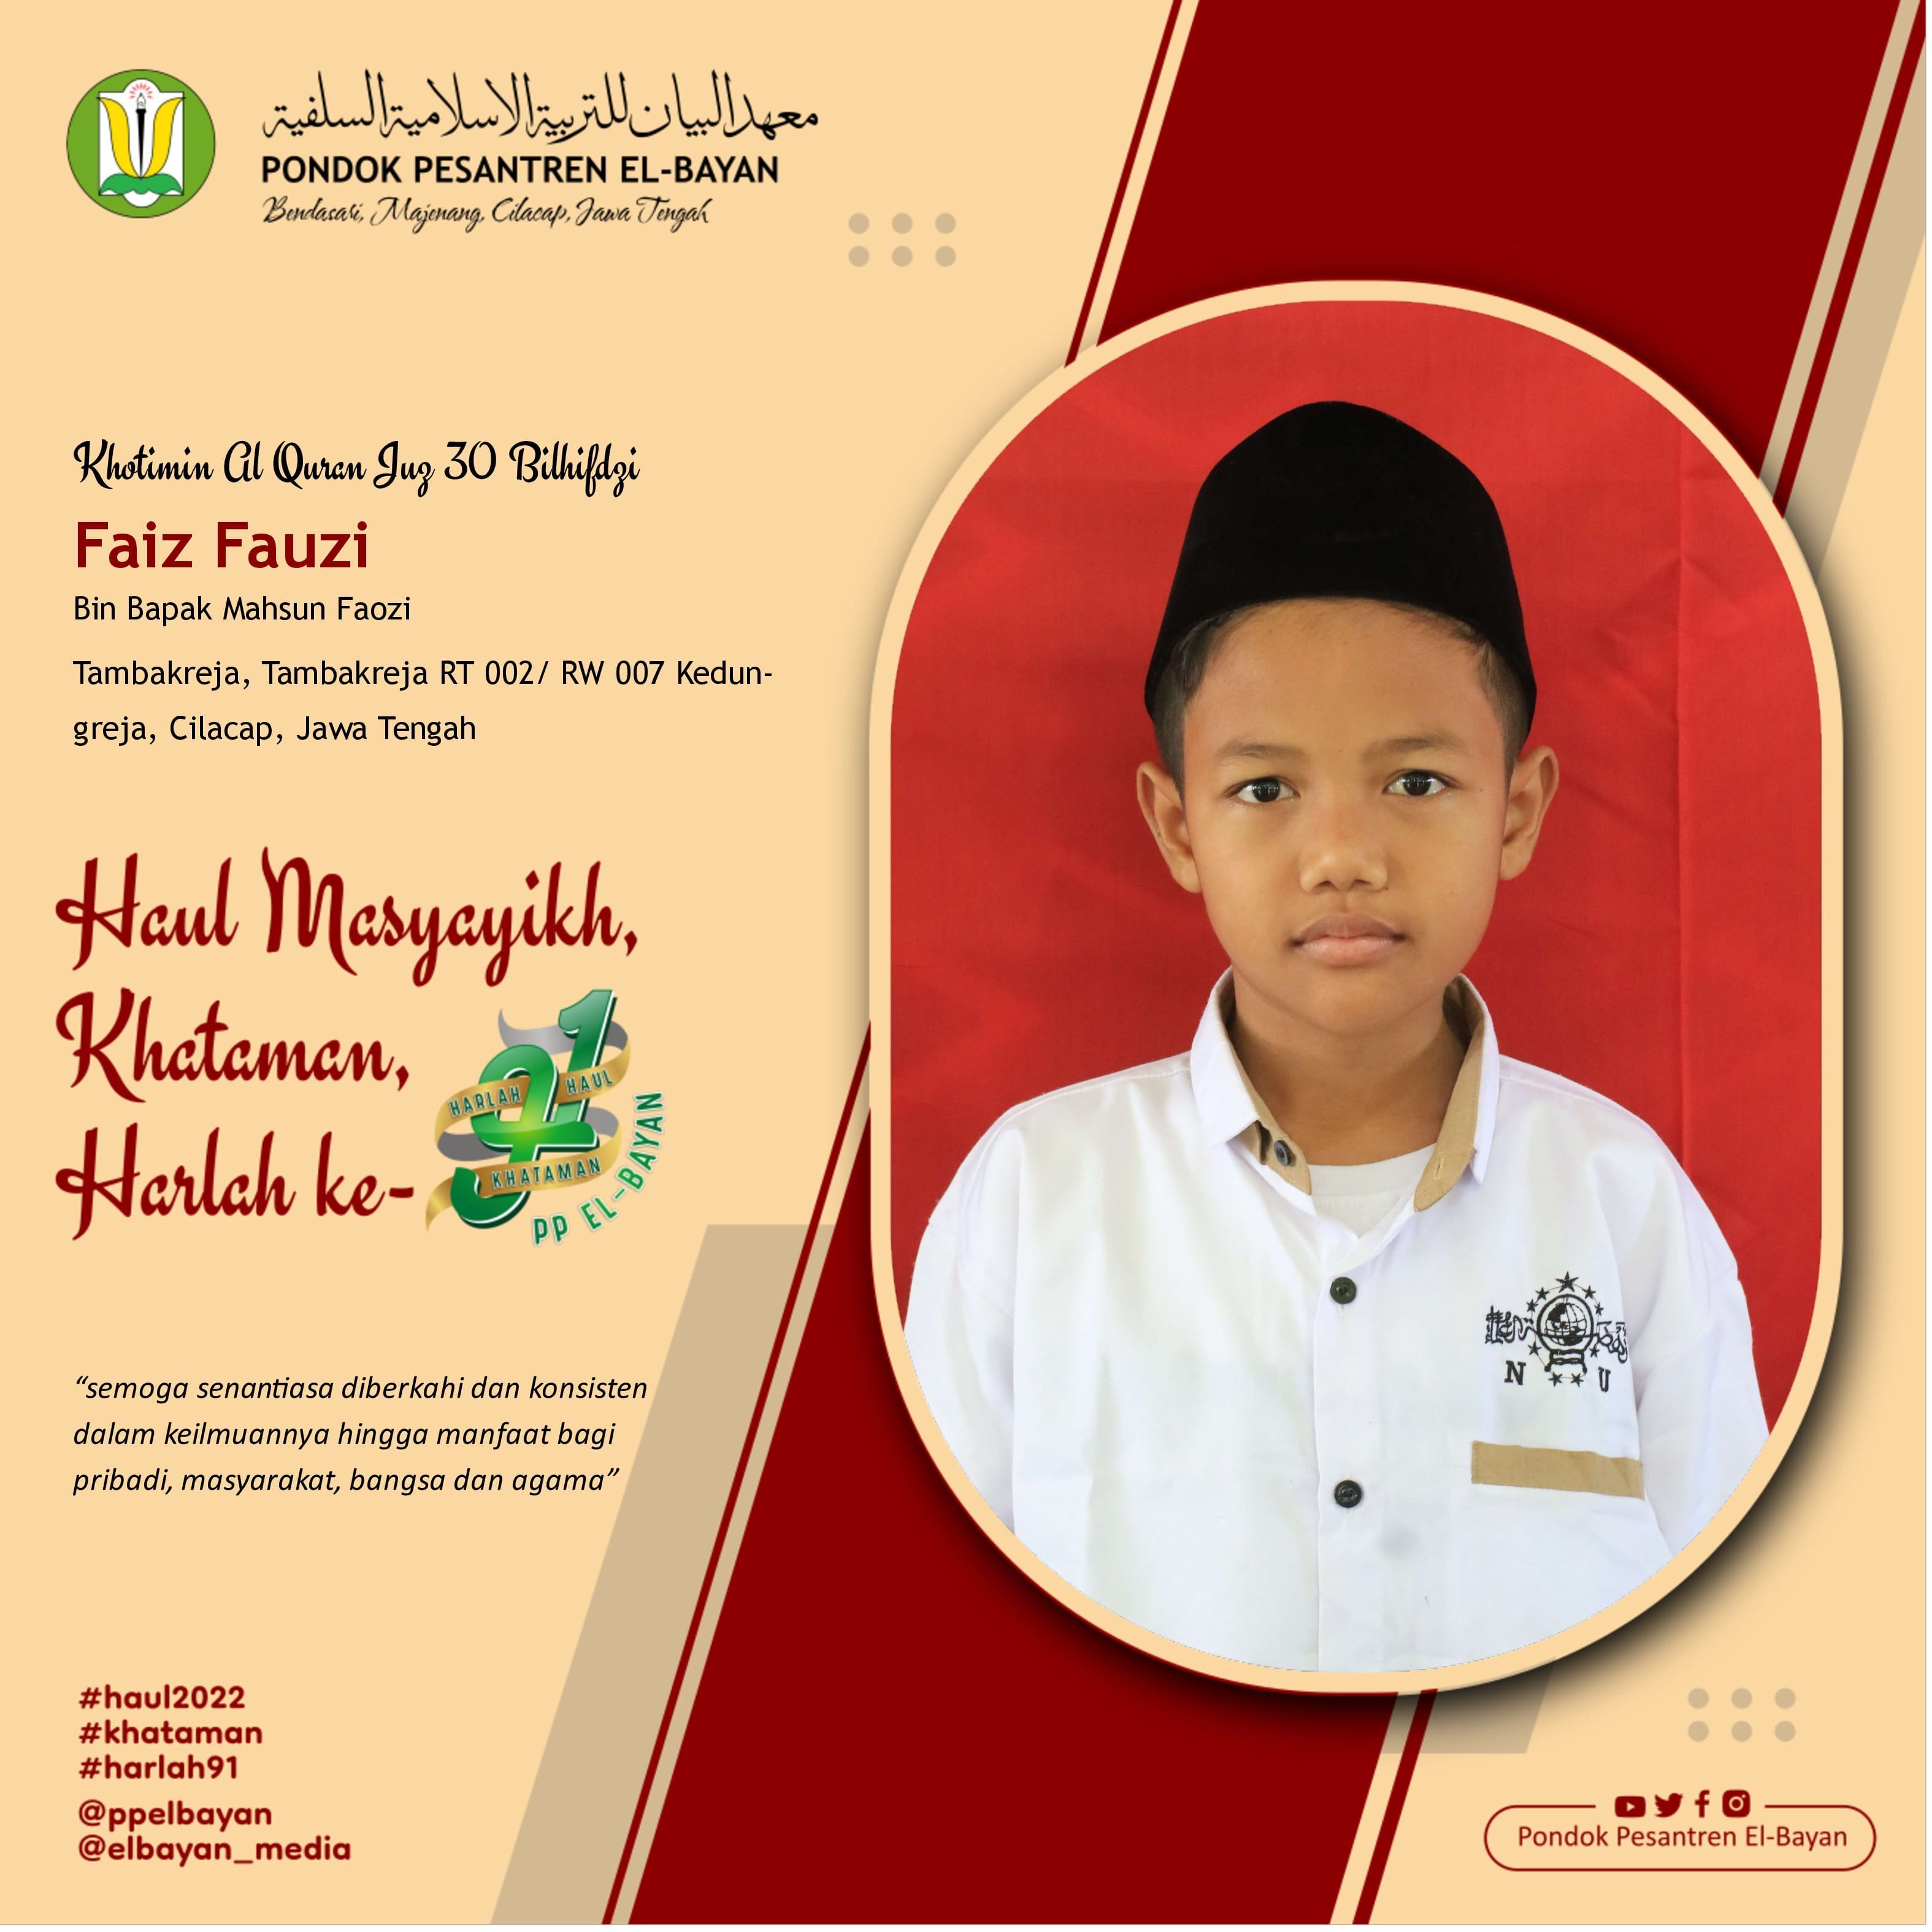 معهد البيان للتربية الاسلامية السلفية
PONDOK PESANTREN EL-BAYAN
Bendasari, Majenang, Cilacap, Jawa Tengah
Khotimin Al Quran Juz 30 Bilhifdzi
Faiz Fauzi
Bin Bapak Mahsun Faozi
Tambakreja, Tambakreja RT 002/ RW 007 Kedun-
greja, Cilacap, Jawa Tengah
Haul Masyayikh,
Khataman,
Harlah ke-
91
HARLAH HAUL
KHATAMAN
PP EL-BAYAN
“semoga senantiasa diberkahi dan konsisten
dalam keilmuannya hingga manfaat bagi
pribadi, masyarakat, bangsa dan agama”
#haul2022
#khataman
#harlah91
@ppelbayan
@elbayan_media
N U
Pondok Pesantren El-Bayan